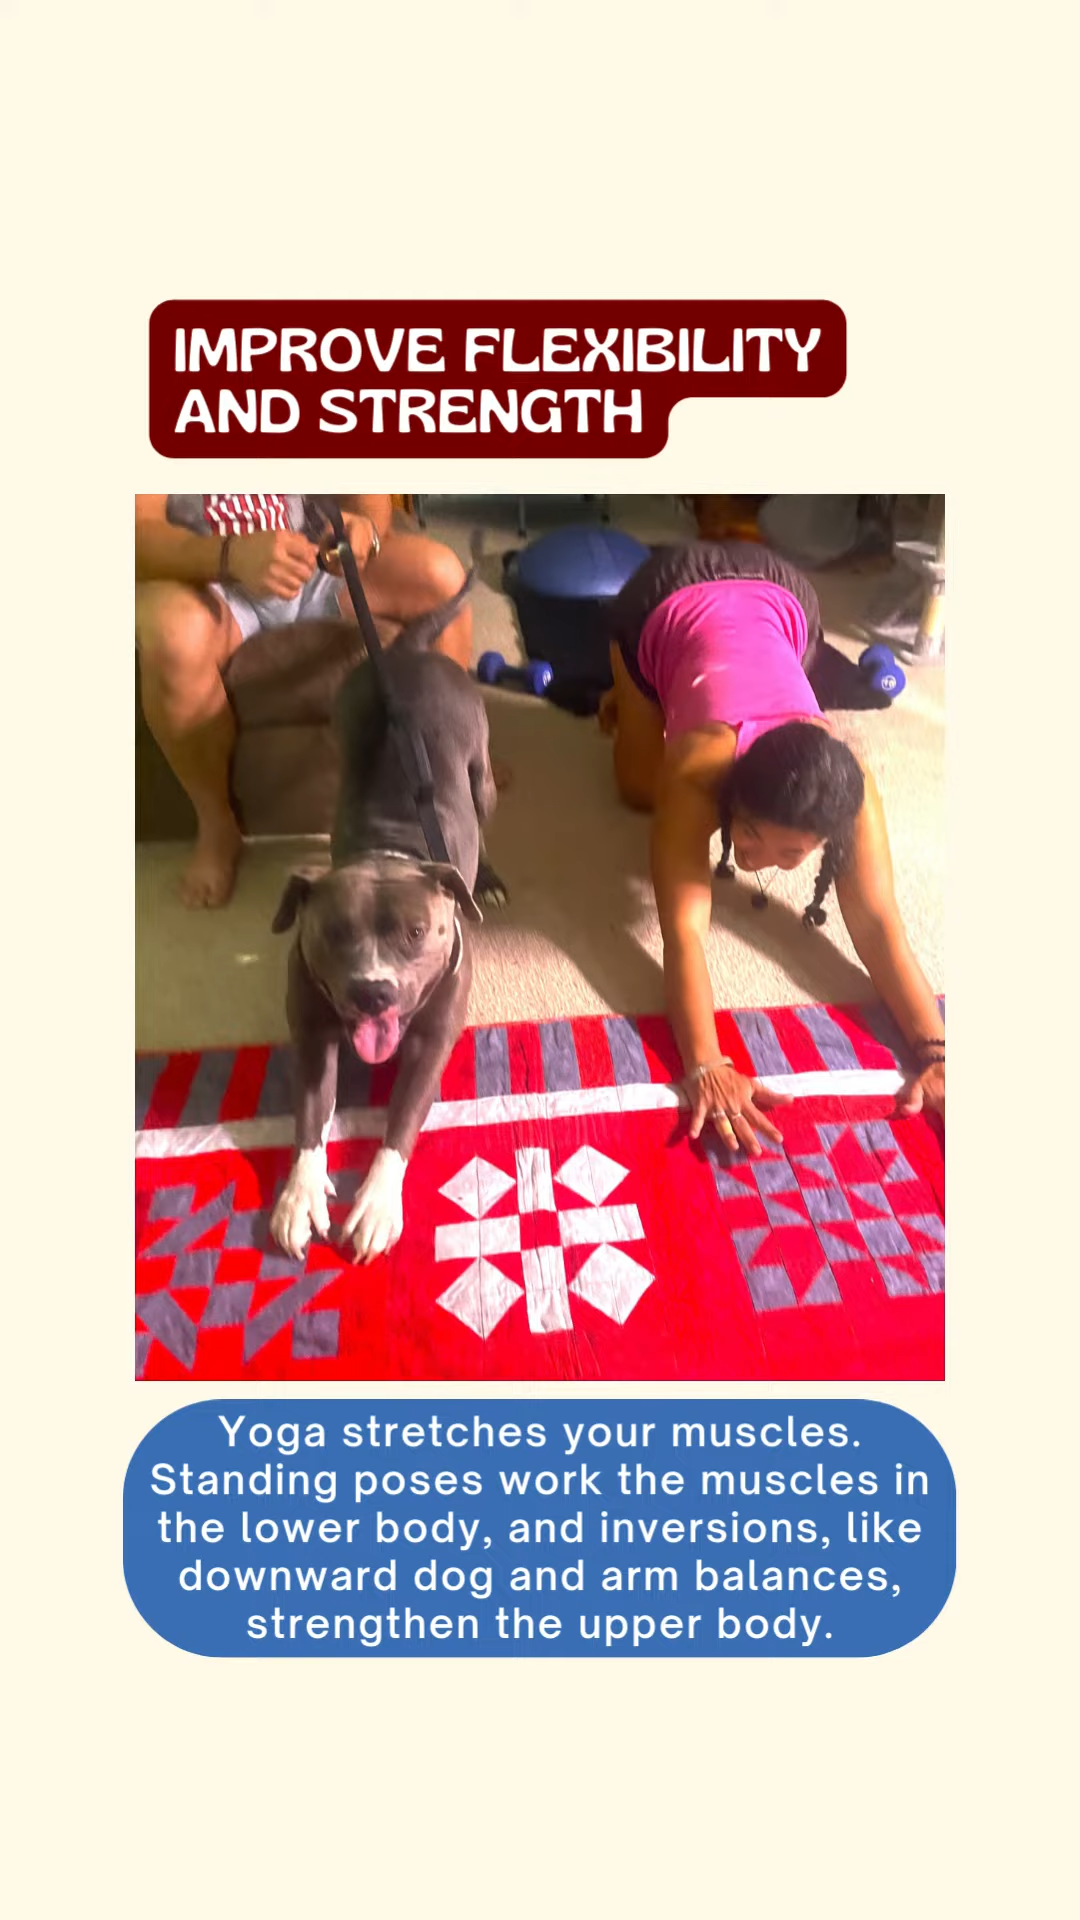 IMPROVE FLEXIBILITY
AND STRENGTH
Yoga stretches your muscles.
Standing poses work the muscles in
the lower body, and inversions, like
downward dog and arm balances,
strengthen the upper body.